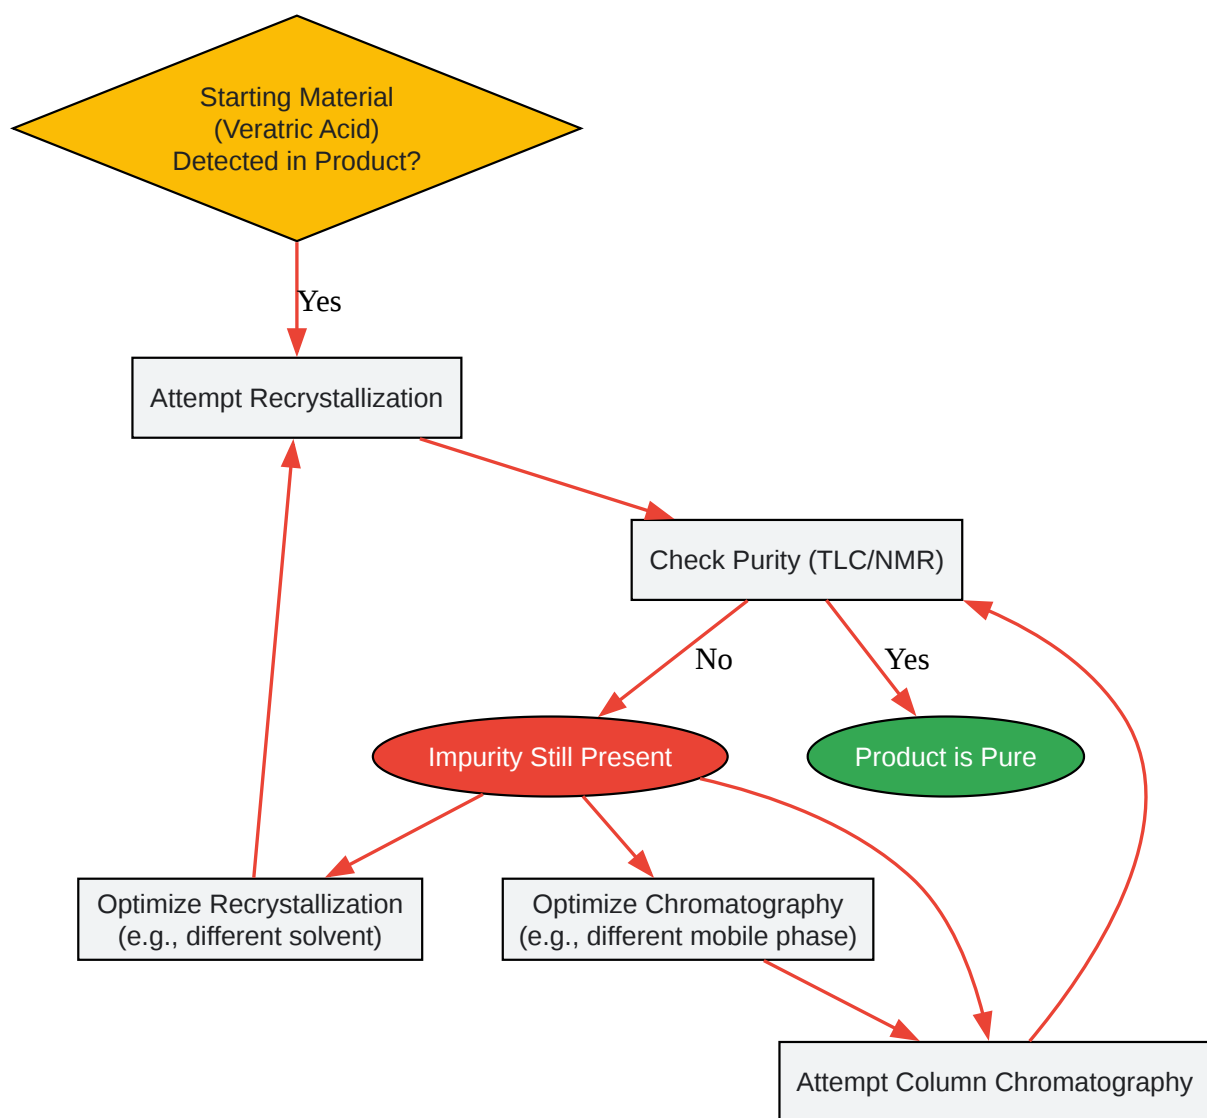 Starting Material
(Veratric Acid)
Detected in Product?
Yes
Attempt Recrystallization
Check Purity (TLC/NMR)
No
Yes
Impurity Still Present
Product is Pure
Optimize Recrystallization
(e.g., different solvent)
Optimize Chromatography
(e.g., different mobile phase)
Attempt Column Chromatography